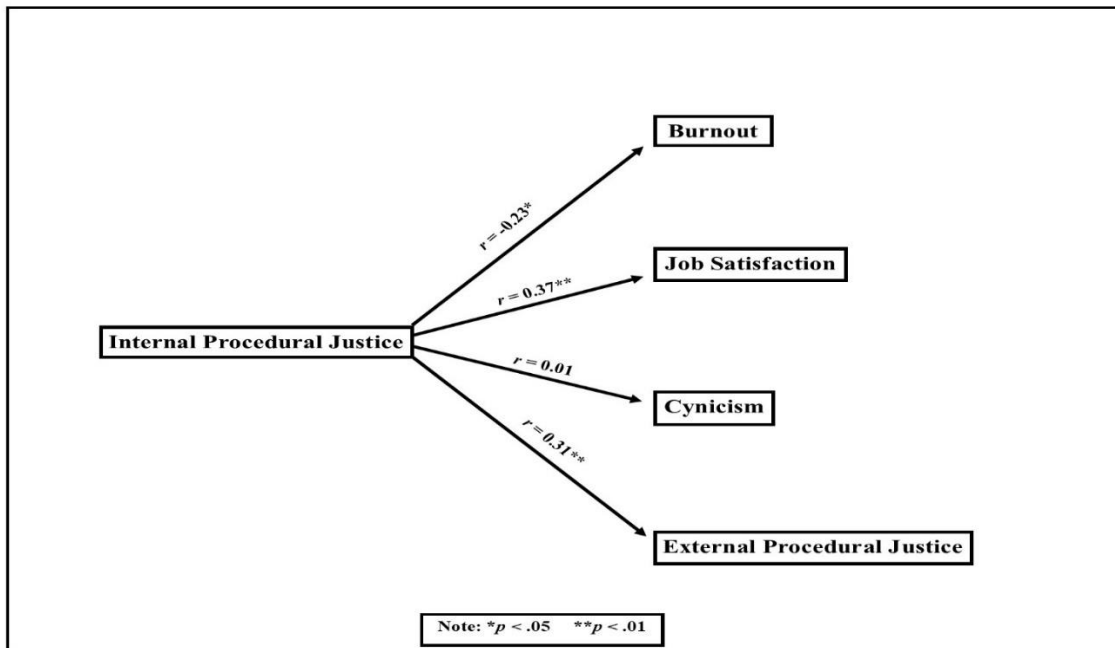 Burnout
r = -0.23*
Job Satisfaction
r = 0.37**
Internal Procedural Justice
r = 0.01
Cynicism
r = 0.31**
External Procedural Justice
Note: *p < .05 **p < .01